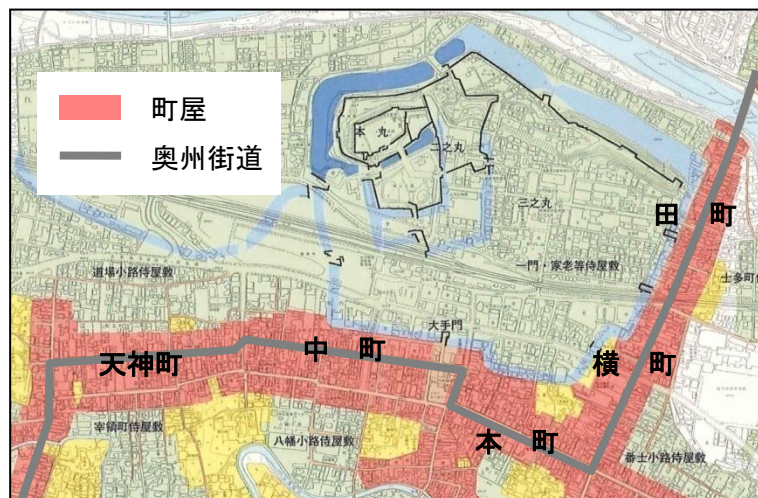 町屋
奥州街道
本丸
二之丸
三之丸
田町
一門・家老等侍屋敷
道場小路侍屋敷
士多町侍
大手門
天神町
中町
横町
宰領町侍屋敷
八幡小路侍屋敷
本町
番士小路侍屋敷